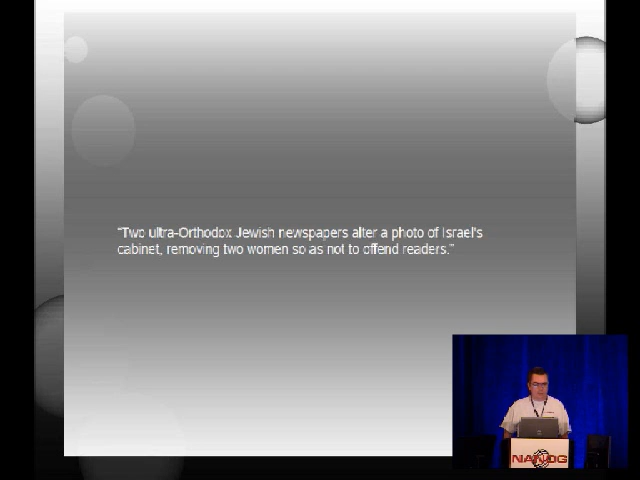 "Two ultra-Orthodox Jewish newspapers alter a photo of Israel's
cabinet, removing two women so as not to offend readers."
NANOG